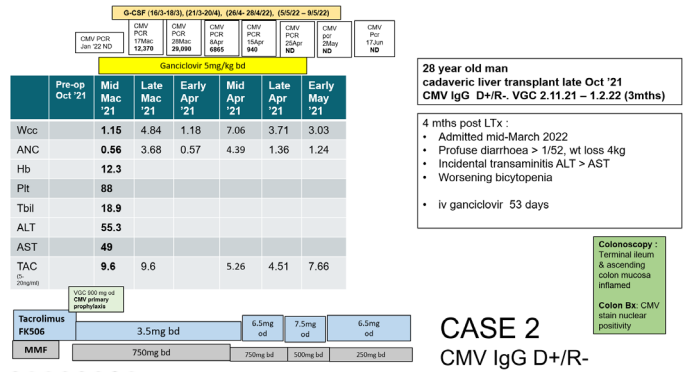 G-CSF (16/3-18/3), (21/3-20/4), (26/4- 28/4/22), (5/5/22 – 9/5/22)
CMV PCR
Jan '22 ND
CMV
PCR
17Mac
12,370
CMV
PCR
28Mac
29,090
CMV
PCR
8Apr
6865
CMV
PCR
15Apr
940
CMV
PCR
25Apr
ND
CMV
pcr
2May
ND
CMV
Pcr
17Jun
ND
Ganciclovir 5mg/kg bd
Pre-op Oct '21
Mid Mac '21
Late Mac '21
Early Apr '21
Mid Apr '21
Late Apr '21
Early May '21
Wcc 1.15 4.84 1.18 7.06 3.71 3.03
ANC 0.56 3.68 0.57 4.39 1.36 1.24
Hb 12.3
Plt 88
Tbil 18.9
ALT 55.3
AST 49
TAC 9.6 9.6 5.26 4.51 7.66
(5-
20ng/ml)
VGC 900 mg od
CMV primary
prophylaxis
Tacrolimus
FK506
3.5mg bd
6.5mg
od
7.5mg
od
6.5mg
od
MMF
750mg bd
750mg bd
500mg bd
250mg bd
28 year old man
cadaveric liver transplant late Oct '21
CMV IgG D+/R-. VGC 2.11.21 – 1.2.22 (3mths)
4 mths post LTx :
• Admitted mid-March 2022
• Profuse diarrhoea > 1/52, wt loss 4kg
• Incidental transaminitis ALT > AST
• Worsening bicytopenia
• iv ganciclovir 53 days
Colonoscopy :
Terminal ileum
& ascending
colon mucosa
inflamed
Colon Bx: CMV
stain nuclear
positivity
CASE 2
CMV IgG D+/R-